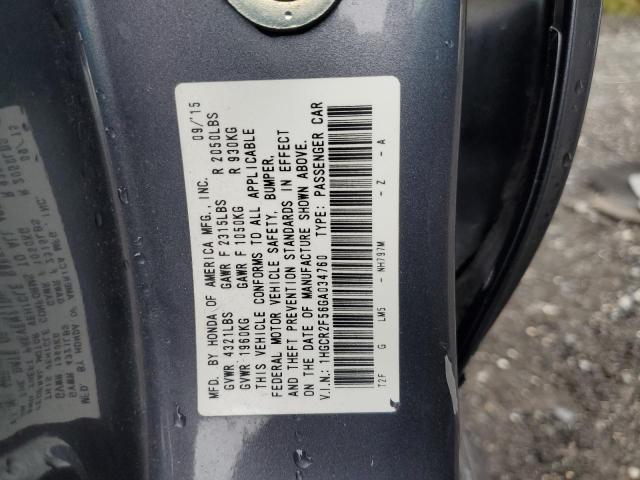 MFD. BY HONDA OF AMERICA MFG., INC. 09/15
GVWR 4321LBS GAWR F 2315LBS R 2050LBS
GVWR 1960KG GAWR F 1050KG R 930KG
THIS VEHICLE CONFORMS TO ALL APPLICABLE
FEDERAL MOTOR VEHICLE SAFETY, BUMPER,
AND THEFT PREVENTION STANDARDS IN EFFECT
ON THE DATE OF MANUFACTURE SHOWN ABOVE.
V.I.N.: 1HGCR2F56GA034760 TYPE: PASSENGER CAR
T2F G LM5 - NH797M - Z - A